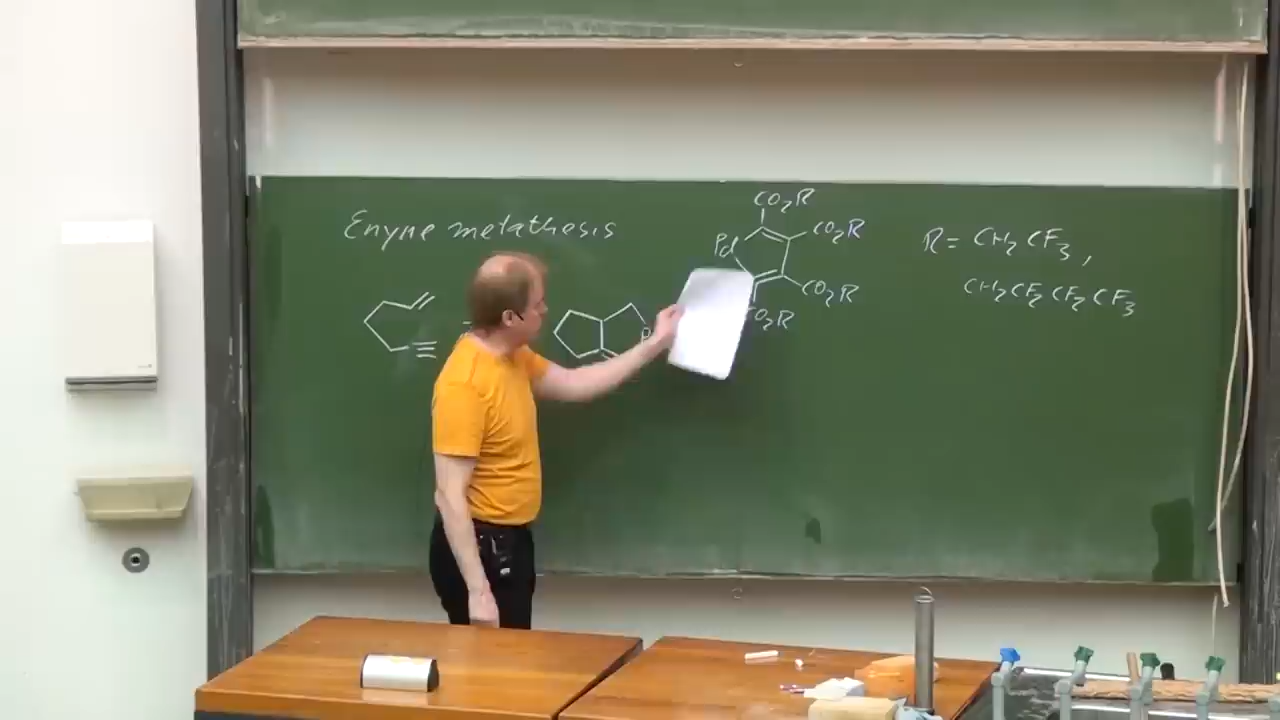 Enyne metathesis
CO₂R
CO₂R
Pd
CO₂R
CO₂R
R = CH₂CF₃,
CH₂CF₂CF₂CF₃